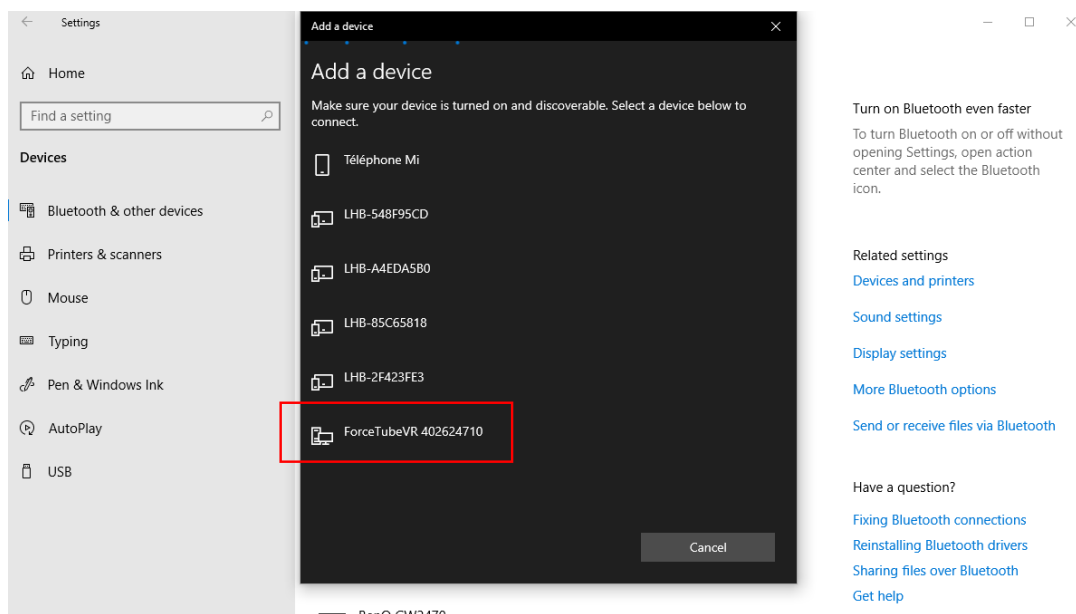 Settings
Home
Find a setting
Devices
Bluetooth & other devices
Printers & scanners
Mouse
Typing
Pen & Windows Ink
AutoPlay
USB
Add a device
Add a device
Make sure your device is turned on and discoverable. Select a device below to
connect.
Téléphone Mi
LHB-548F95CD
LHB-A4EDA5B0
LHB-85C65818
LHB-2F423FE3
ForceTubeVR 402624710
Cancel
Turn on Bluetooth even faster
To turn Bluetooth on or off without
opening Settings, open action
center and select the Bluetooth
icon.
Related settings
Devices and printers
Sound settings
Display settings
More Bluetooth options
Send or receive files via Bluetooth
Have a question?
Fixing Bluetooth connections
Reinstalling Bluetooth drivers
Sharing files over Bluetooth
Get help